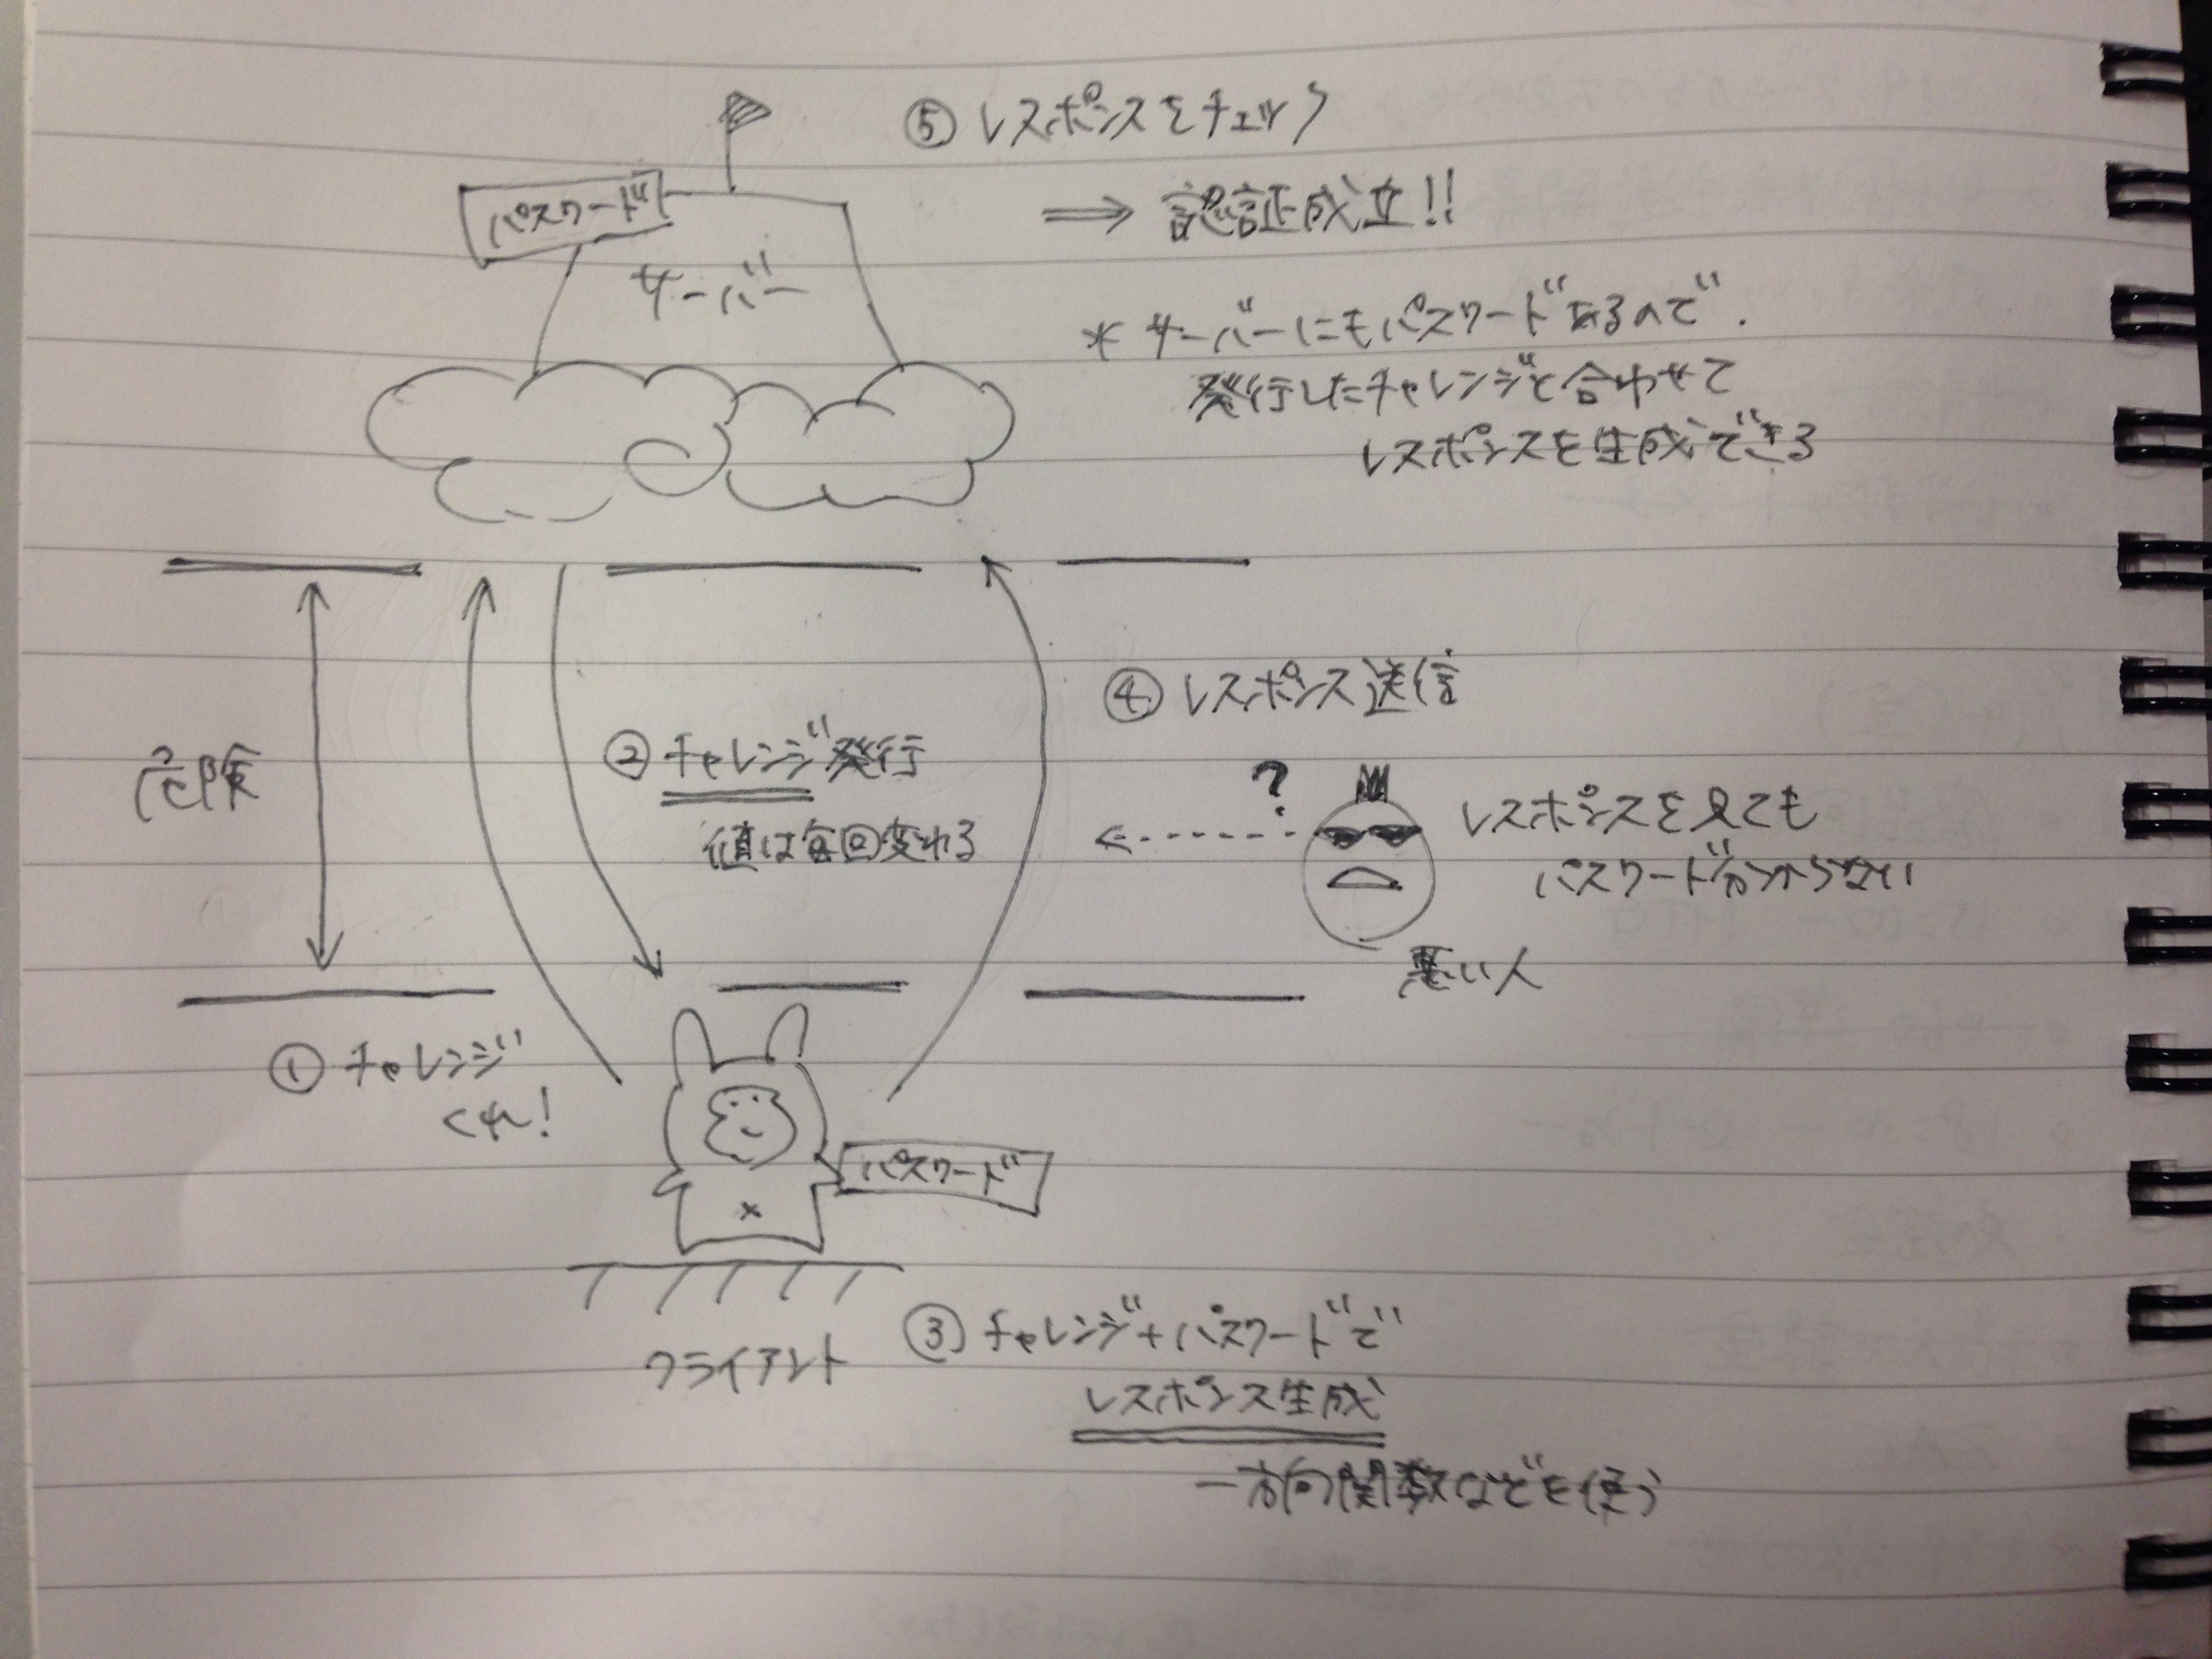 ⑤ レスポンスをチェック
⇒ 認証成立!!
パスワード
サーバー
* サーバーにもパスワードあるので、
発行したチャレンジと合わせて
レスポンスを生成できる
危険
② チャレンジ発行
値は毎回変わる
④ レスポンス送信
?
レスポンスを見ても
パスワード分からない
悪い人
① チャレンジ
くれ!
パスワード
クライアント
③ チャレンジ+パスワードで
レスポンス生成
一方向関数などを使う